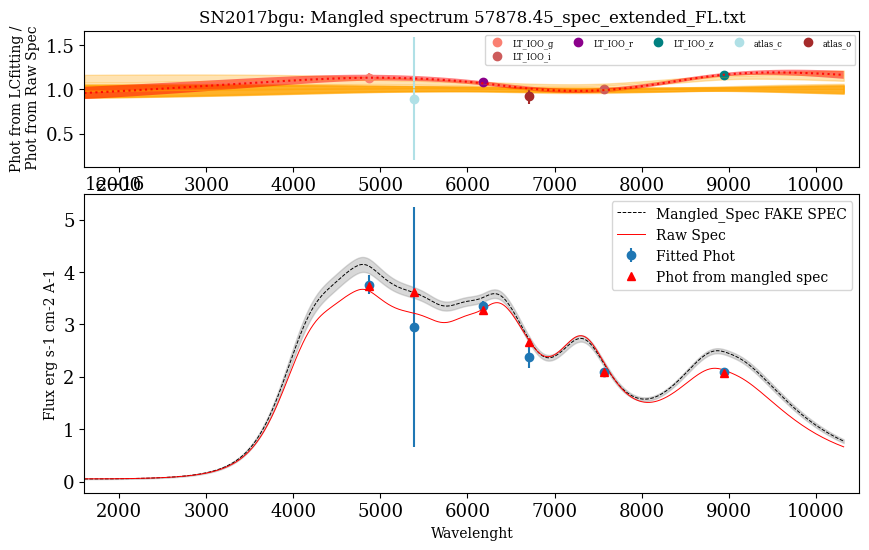 SN2017bgu: Mangled spectrum 57878.45_spec_extended_FL.txt
Phot from LCfitting /
Phot from Raw Spec
1.5
1.0
0.5
LT_IOO_g
LT_IOO_i
LT_IOO_r
LT_IOO_z
atlas_c
atlas_o
2000 3000 4000 5000 6000 7000 8000 9000 10000
1e−16
Flux erg s-1 cm-2 A-1
5
4
3
2
1
0
Mangled_Spec FAKE SPEC
Raw Spec
Fitted Phot
Phot from mangled spec
2000 3000 4000 5000 6000 7000 8000 9000 10000
Wavelenght